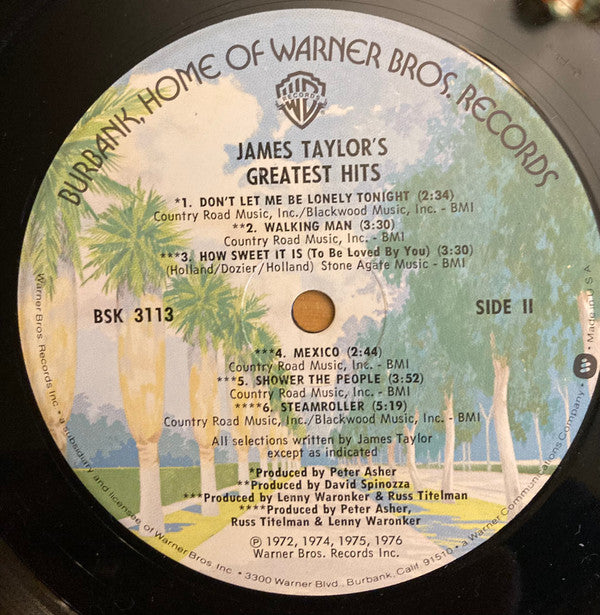 BURBANK, HOME OF WARNER BROS. RECORDS
WB
RECORDS
JAMES TAYLOR'S
GREATEST HITS
*1. DON'T LET ME BE LONELY TONIGHT (2:34)
Country Road Music, Inc./Blackwood Music, Inc. - BMI
**2. WALKING MAN (3:30)
Country Road Music, Inc. - BMI
***3. HOW SWEET IT IS (To Be Loved By You) (3:30)
(Holland/Dozier/Holland) Stone Agate Music - BMI
BSK 3113
SIDE II
***4. MEXICO (2:44)
Country Road Music, Inc. - BMI
***5. SHOWER THE PEOPLE (3:52)
Country Road Music, Inc. - BMI
****6. STEAMROLLER (5:19)
Country Road Music, Inc./Blackwood Music, Inc. - BMI
All selections written by James Taylor
except as indicated
*Produced by Peter Asher
**Produced by David Spinozza
***Produced by Lenny Waronker & Russ Titelman
****Produced by Peter Asher,
Russ Titelman & Lenny Waronker
℗ 1972, 1974, 1975, 1976
Warner Bros. Records Inc.
Warner Bros. Records Inc. • a Subsidiary and licensee of Warner Bros. Inc. • 3300 Warner Blvd., Burbank, Calif. 91510 • a Warner Communications Company • Made in U.S.A.